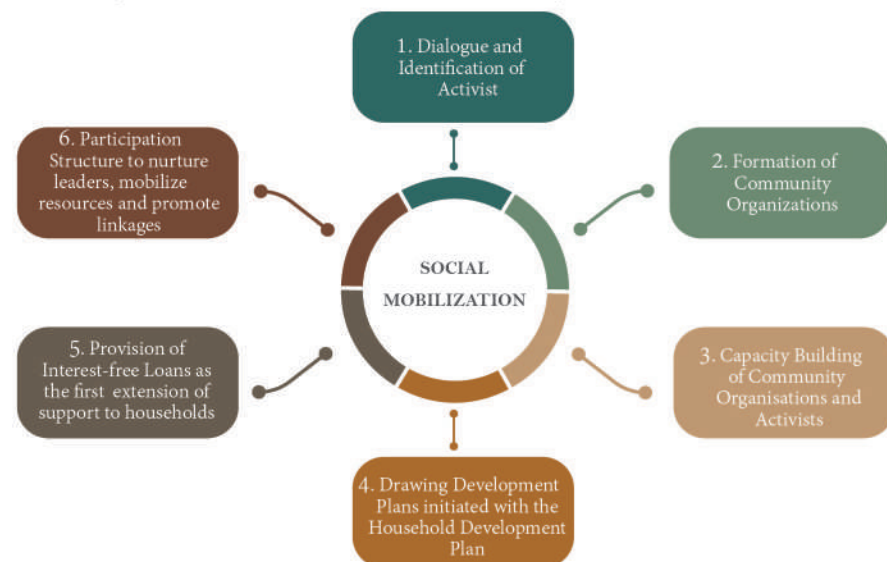 1. Dialogue and
Identification of
Activist
2. Formation of
Community
Organizations
3. Capacity Building
of Community
Organisations and
Activists
4. Drawing Development
Plans initiated with the
Household Development
Plan
5. Provision of
Interest-free Loans as
the first extension of
support to households
6. Participation
Structure to nurture
leaders, mobilize
resources and promote
linkages
SOCIAL
MOBILIZATION